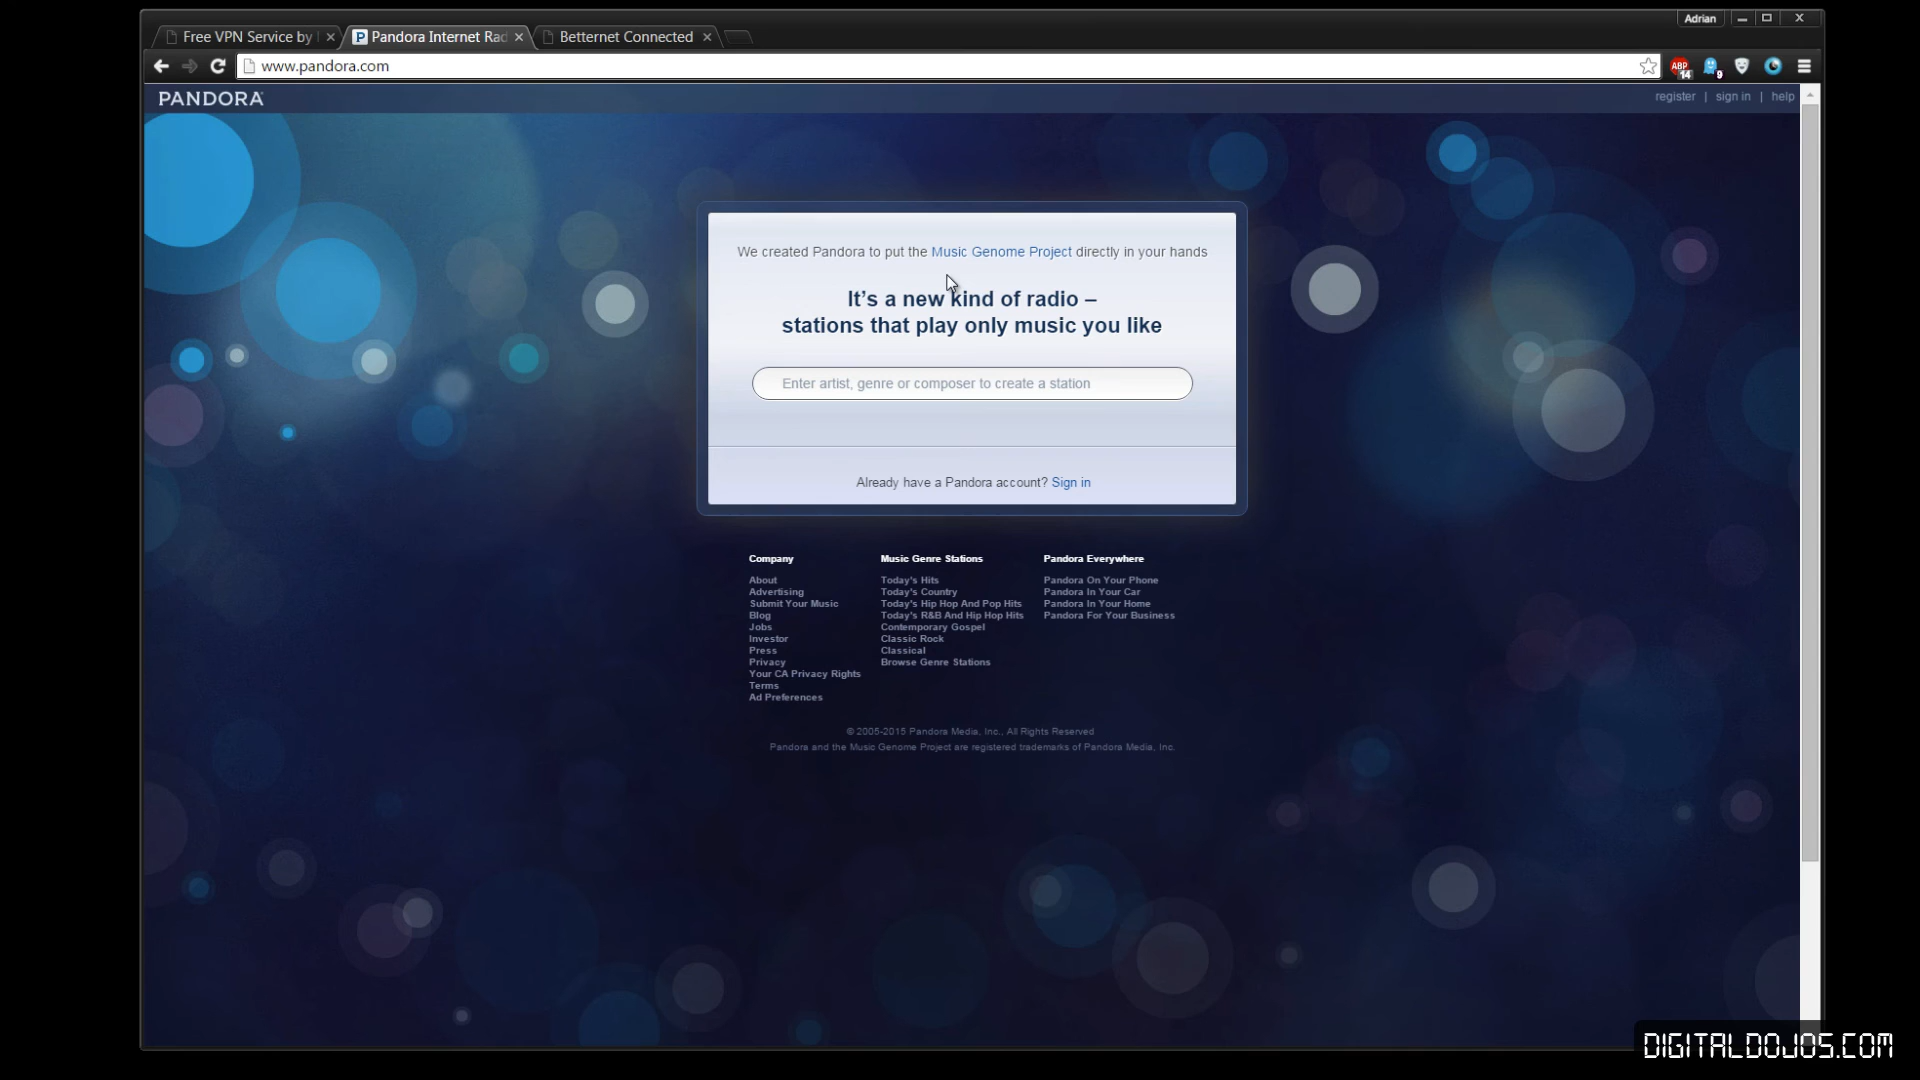 Adrian
Free VPN Service by
Pandora Internet Rad
Betternet Connected
www.pandora.com
ABP
14
9
PANDORA
register | sign in | help
We created Pandora to put the Music Genome Project directly in your hands
It's a new kind of radio –
stations that play only music you like
Enter artist, genre or composer to create a station
Already have a Pandora account? Sign in
Company
About
Advertising
Submit Your Music
Blog
Jobs
Investor
Press
Privacy
Your CA Privacy Rights
Terms
Ad Preferences
Music Genre Stations
Today's Hits
Today's Country
Today's Hip Hop And Pop Hits
Today's R&B And Hip Hop Hits
Contemporary Gospel
Classic Rock
Classical
Browse Genre Stations
Pandora Everywhere
Pandora On Your Phone
Pandora In Your Car
Pandora In Your Home
Pandora For Your Business
© 2005-2015 Pandora Media, Inc., All Rights Reserved
Pandora and the Music Genome Project are registered trademarks of Pandora Media, Inc.
DIGITALDOJOS.COM